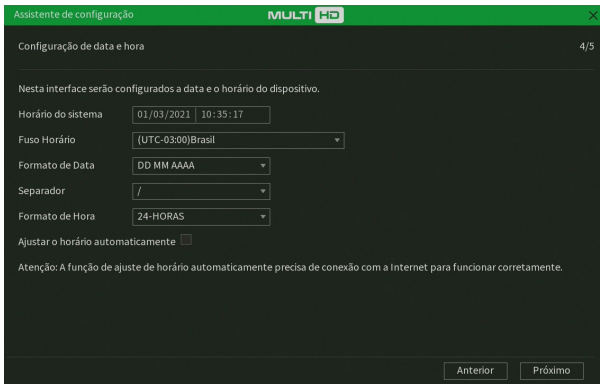 Assistente de configuração MULTI HD
Configuração de data e hora 4/5
Nesta interface serão configurados a data e o horário do dispositivo.
Horário do sistema 01/03/2021 10:35:17
Fuso Horário (UTC-03:00)Brasil
Formato de Data DD MM AAAA
Separador /
Formato de Hora 24-HORAS
Ajustar o horário automaticamente
Atenção: A função de ajuste de horário automaticamente precisa de conexão com a Internet para funcionar corretamente.
Anterior Próximo